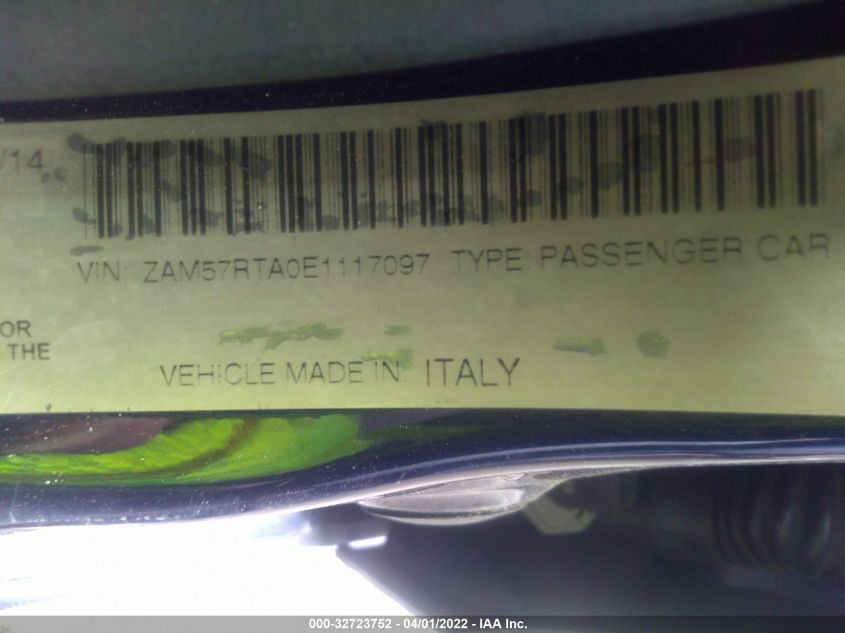 /14
VIN: ZAM57RTA0E1117097 TYPE: PASSENGER CAR
OR
THE
VEHICLE MADE IN: ITALY
000-32723752 - 04/01/2022 - IAA Inc.